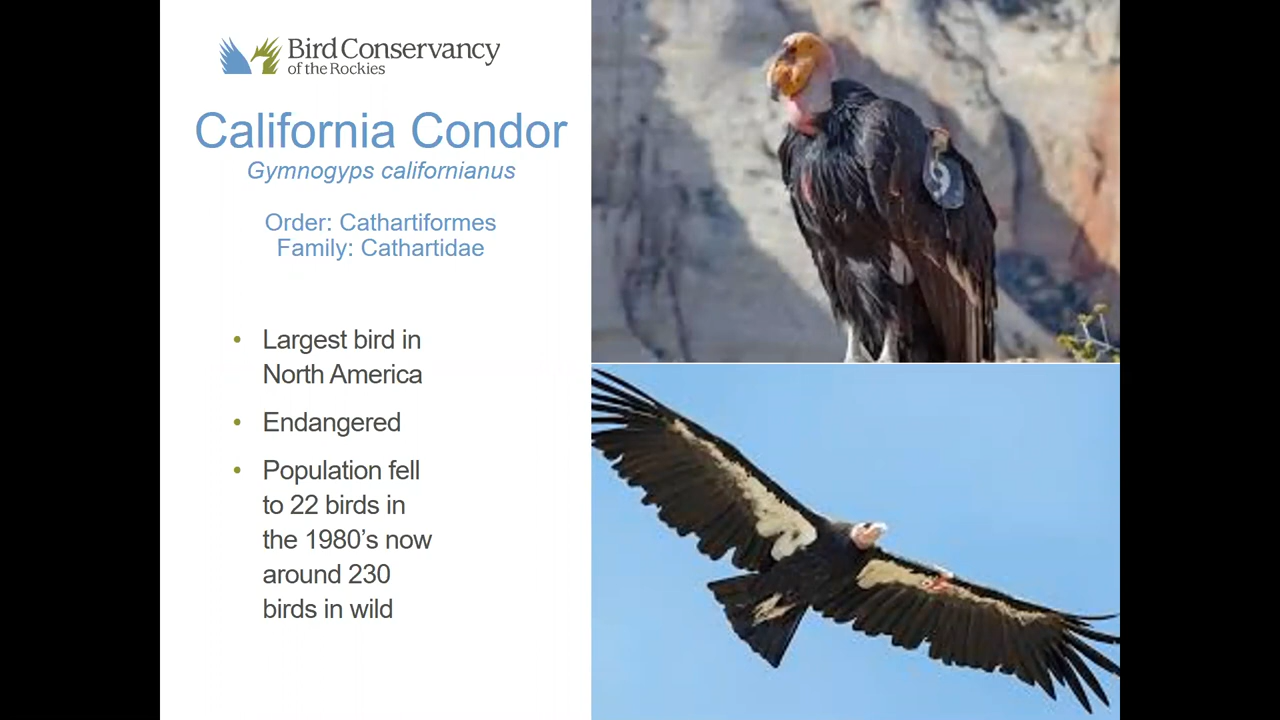 Bird Conservancy
of the Rockies
California Condor
Gymnogyps californianus
Order: Cathartiformes
Family: Cathartidae
• Largest bird in
North America
• Endangered
• Population fell
to 22 birds in
the 1980’s now
around 230
birds in wild
9